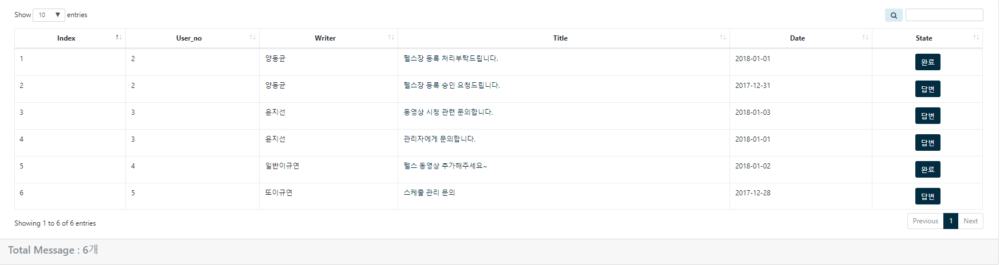 Show 10 entries
Index User_no Writer Title Date State
1 2 양동균 헬스장 등록 처리부탁드립니다. 2018-01-01 완료
2 2 양동균 헬스장 등록 승인 요청드립니다. 2017-12-31 답변
3 3 윤지선 동영상 시청 관련 문의합니다. 2018-01-03 답변
4 3 윤지선 관리자에게 문의합니다. 2018-01-01 답변
5 4 일반이규연 헬스 동영상 추가해주세요~ 2018-01-02 완료
6 5 또이규연 스케줄 관리 문의 2017-12-28 답변
Showing 1 to 6 of 6 entries Previous 1 Next
Total Message : 6개